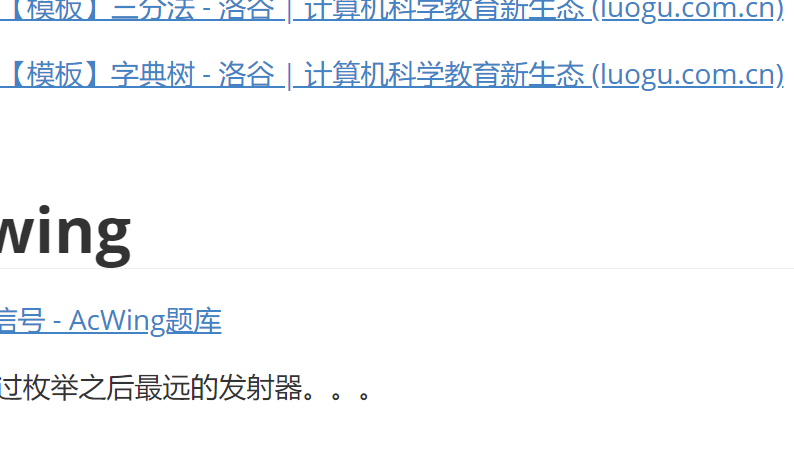 【模板】三分法 - 洛谷 | 计算机科学教育新生态 (luogu.com.cn)
【模板】字典树 - 洛谷 | 计算机科学教育新生态 (luogu.com.cn)
wing
信号 - AcWing题库
过枚举之后最远的发射器。。。